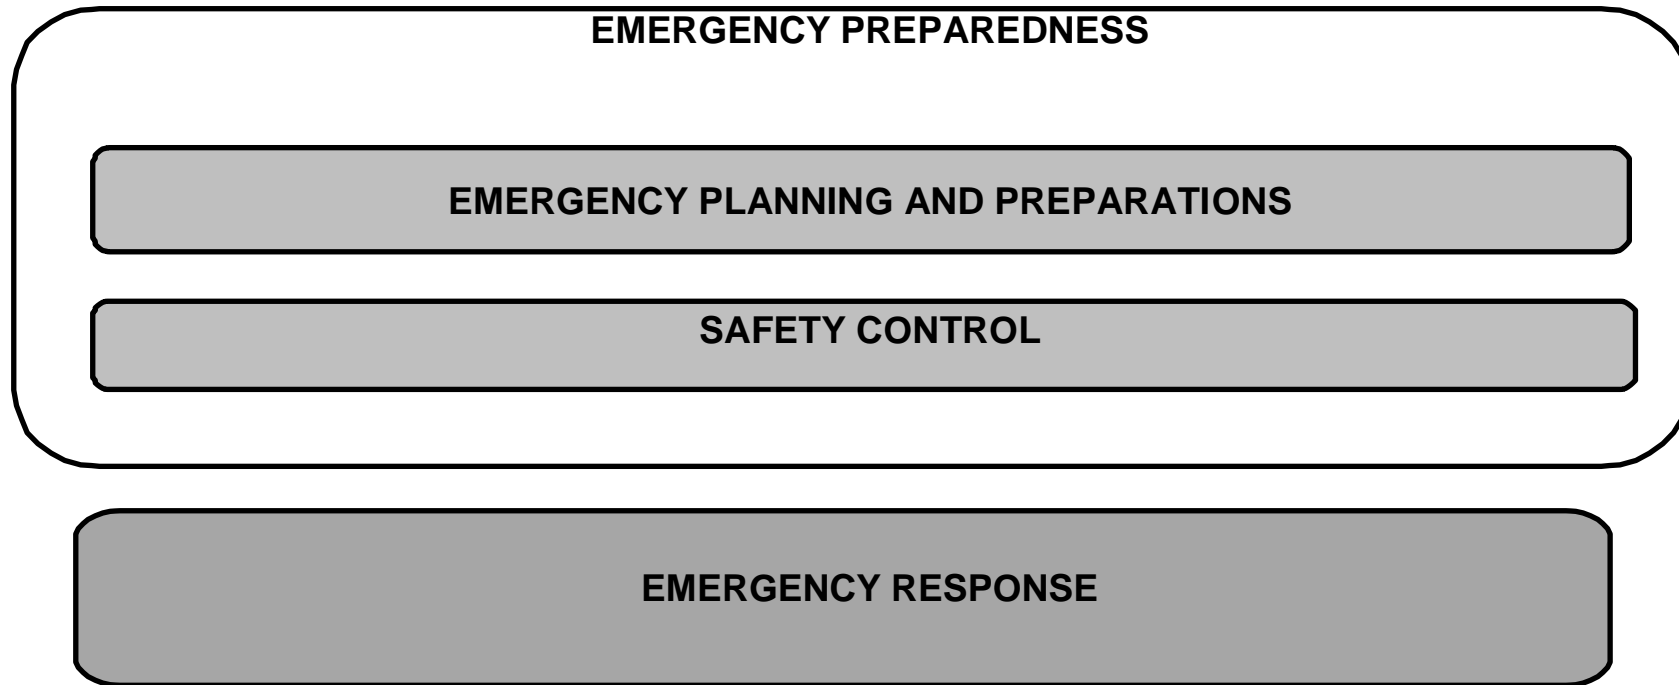 EMERGENCY PREPAREDNESS
EMERGENCY PLANNING AND PREPARATIONS
SAFETY CONTROL
EMERGENCY RESPONSE